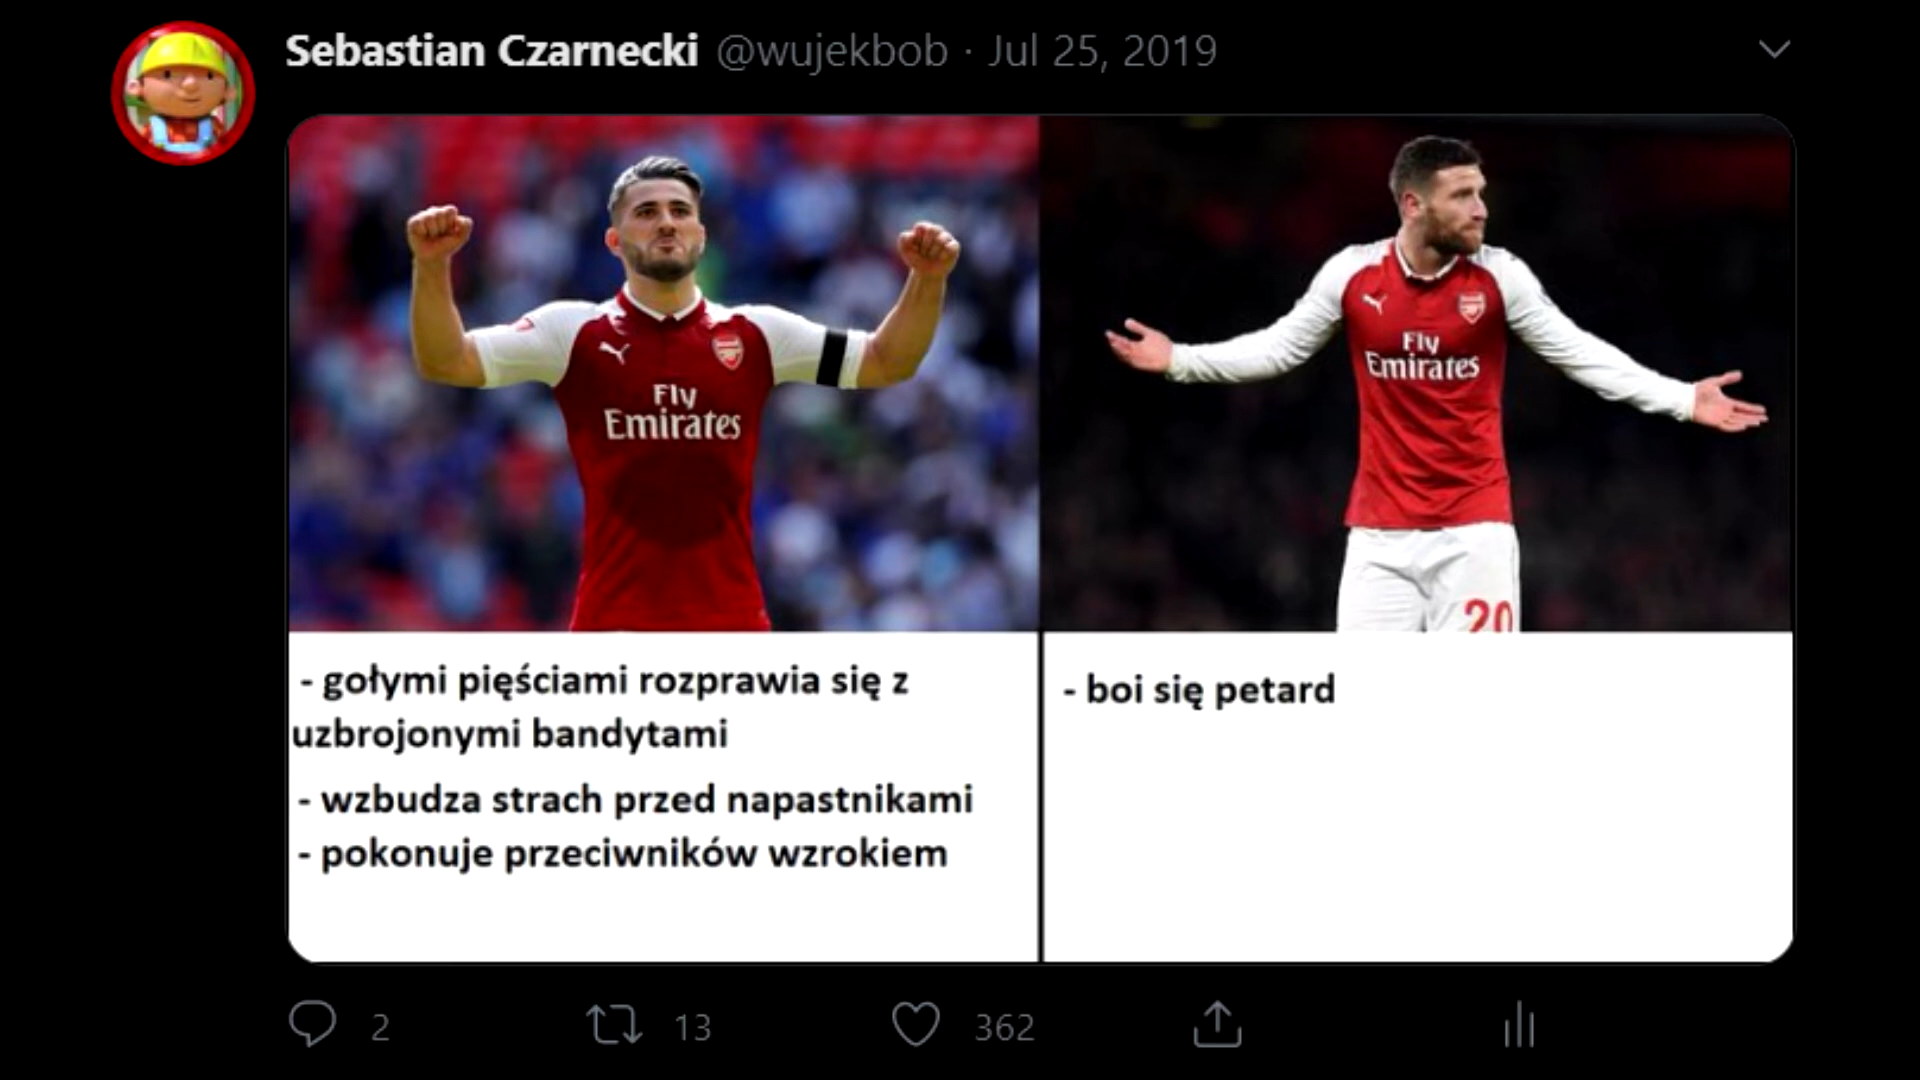 Sebastian Czarnecki @wujekbob · Jul 25, 2019
Fly
Emirates
Fly
Emirates
20
- gołymi pięściami rozprawia się z
uzbrojonymi bandytami
- wzbudza strach przed napastnikami
- pokonuje przeciwników wzrokiem
- boi się petard
2 13 362